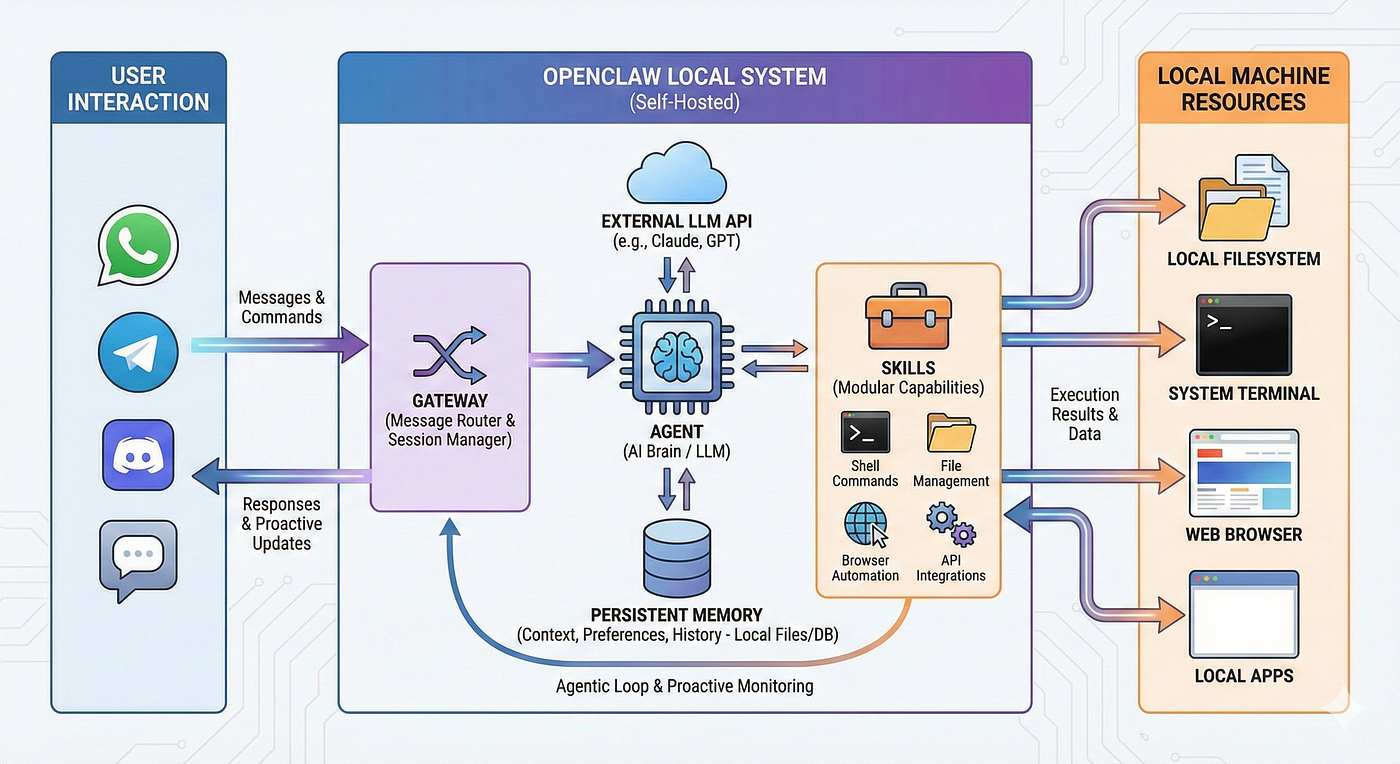 USER
INTERACTION
OPENCLAW LOCAL SYSTEM
(Self-Hosted)
LOCAL MACHINE
RESOURCES
EXTERNAL LLM API
(e.g., Claude, GPT)
Messages &
Commands
Responses
& Proactive
Updates
GATEWAY
(Message Router &
Session Manager)
AGENT
(AI Brain / LLM)
PERSISTENT MEMORY
(Context, Preferences, History - Local Files/DB)
Agentic Loop & Proactive Monitoring
SKILLS
(Modular Capabilities)
>_
Shell
Commands
File
Management
Browser
Automation
API
Integrations
Execution
Results &
Data
LOCAL FILESYSTEM
>_
SYSTEM TERMINAL
WEB BROWSER
LOCAL APPS